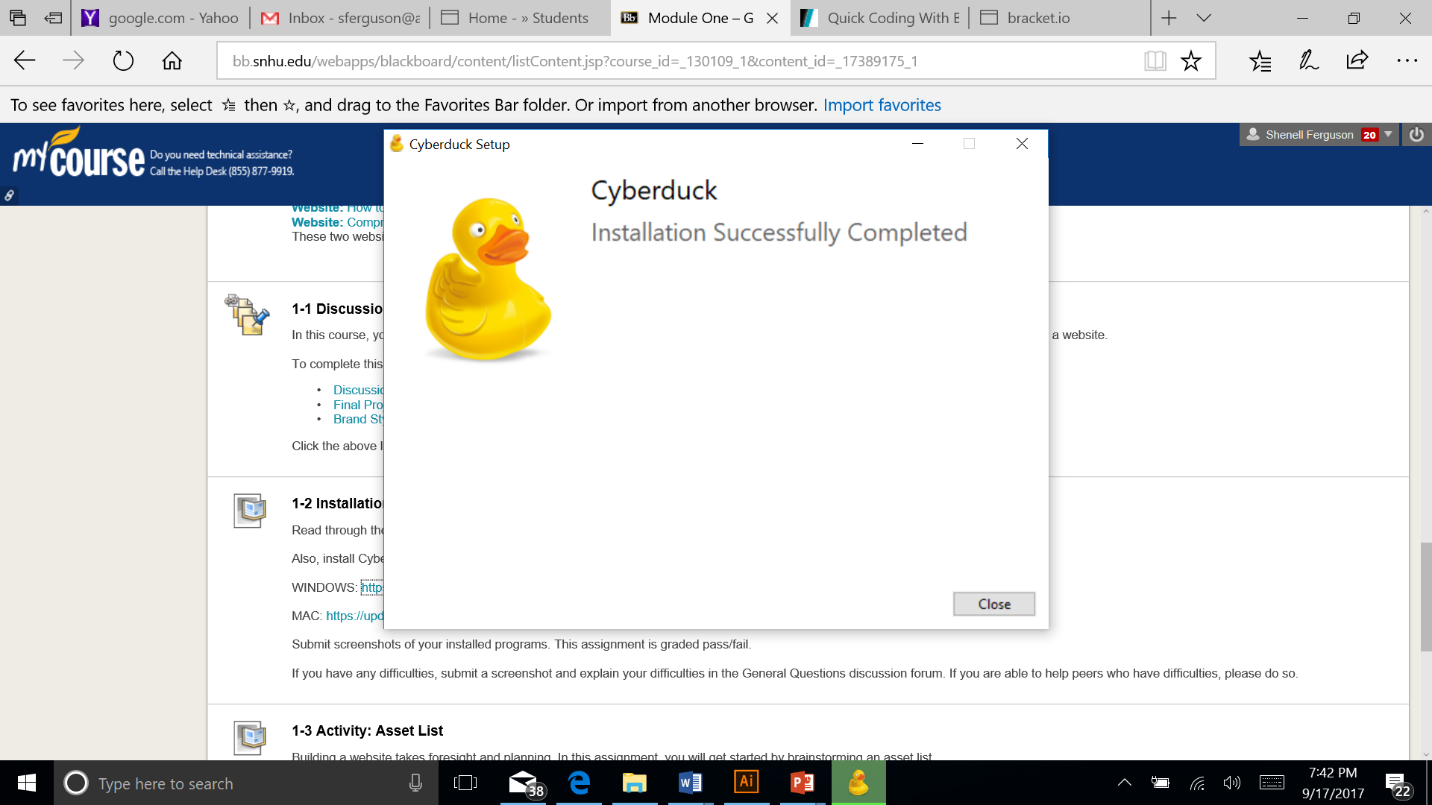 google.com - Yahoo
Inbox - sferguson@a
Home - » Students
Bb Module One – G
Quick Coding With E
bracket.io
bb.snhu.edu/webapps/blackboard/content/listContent.jsp?course_id=_130109_1&content_id=_17389175_1
To see favorites here, select then ☆, and drag to the Favorites Bar folder. Or import from another browser. Import favorites
my course
Do you need technical assistance?
Call the Help Desk (855) 877-9919.
Shenell Ferguson 20
Cyberduck Setup
Cyberduck
Installation Successfully Completed
Close
Website: How to
Website: Compr
These two websi
1-1 Discussio
In this course, yo
a website.
To complete this
• Discussio
• Final Pro
• Brand St
Click the above l
1-2 Installatio
Read through the
Also, install Cybe
WINDOWS: http
MAC: https://upd
Submit screenshots of your installed programs. This assignment is graded pass/fail.
If you have any difficulties, submit a screenshot and explain your difficulties in the General Questions discussion forum. If you are able to help peers who have difficulties, please do so.
1-3 Activity: Asset List
Building a website takes foresight and planning. In this assignment, you will get started by brainstorming an asset list.
Type here to search
38
Ai
7:42 PM
9/17/2017
22